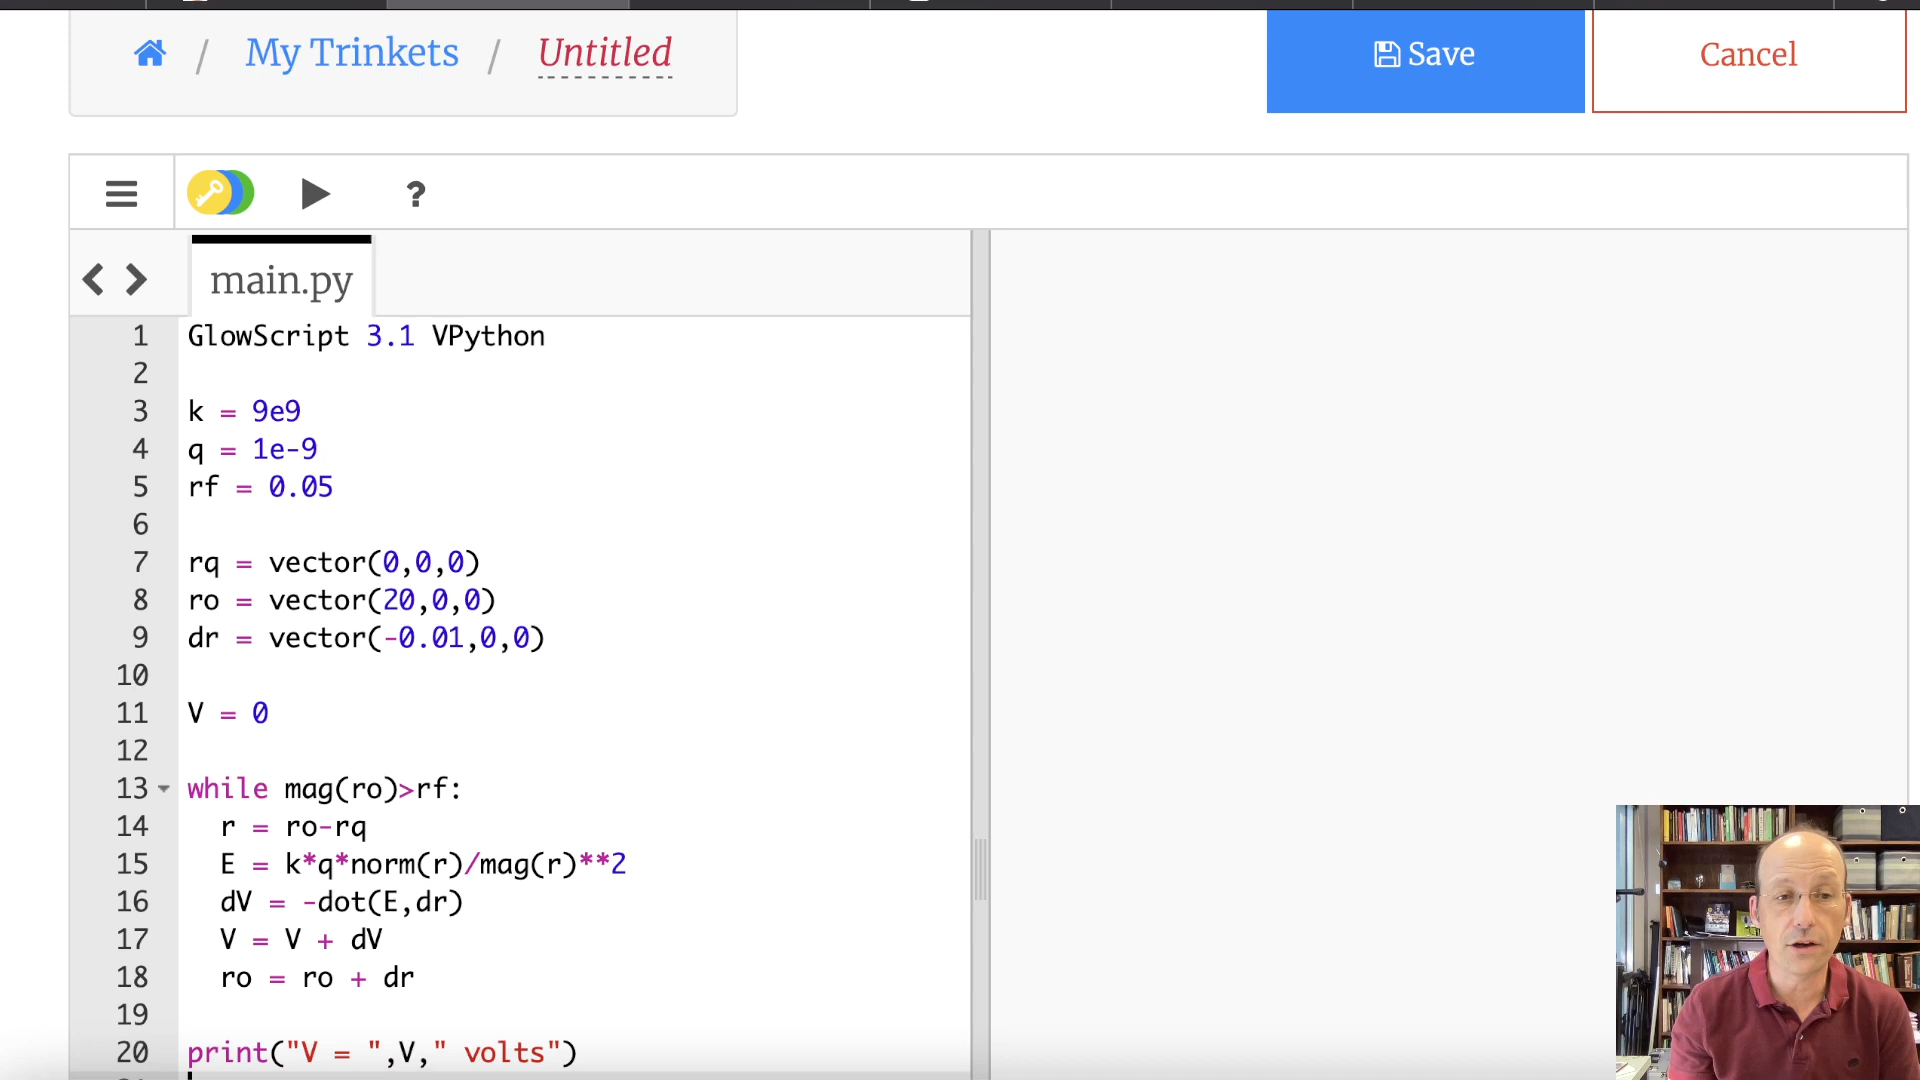 / My Trinkets / Untitled
Save
Cancel
?
main.py
1 GlowScript 3.1 VPython
2
3 k = 9e9
4 q = 1e-9
5 rf = 0.05
6
7 rq = vector(0,0,0)
8 ro = vector(20,0,0)
9 dr = vector(-0.01,0,0)
10
11 V = 0
12
13 while mag(ro)>rf:
14   r = ro-rq
15   E = k*q*norm(r)/mag(r)**2
16   dV = -dot(E,dr)
17   V = V + dV
18   ro = ro + dr
19
20 print("V = ",V," volts")